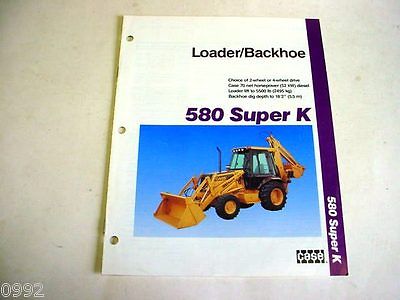 Loader/Backhoe
Choice of 2-wheel or 4-wheel drive
Case 70 net horsepower (52 kW) diesel
Loader lift to 5500 lb (2495 kg)
Backhoe dig depth to 18'2" (5.5 m)
580 Super K
580 Super K
CASE
0992